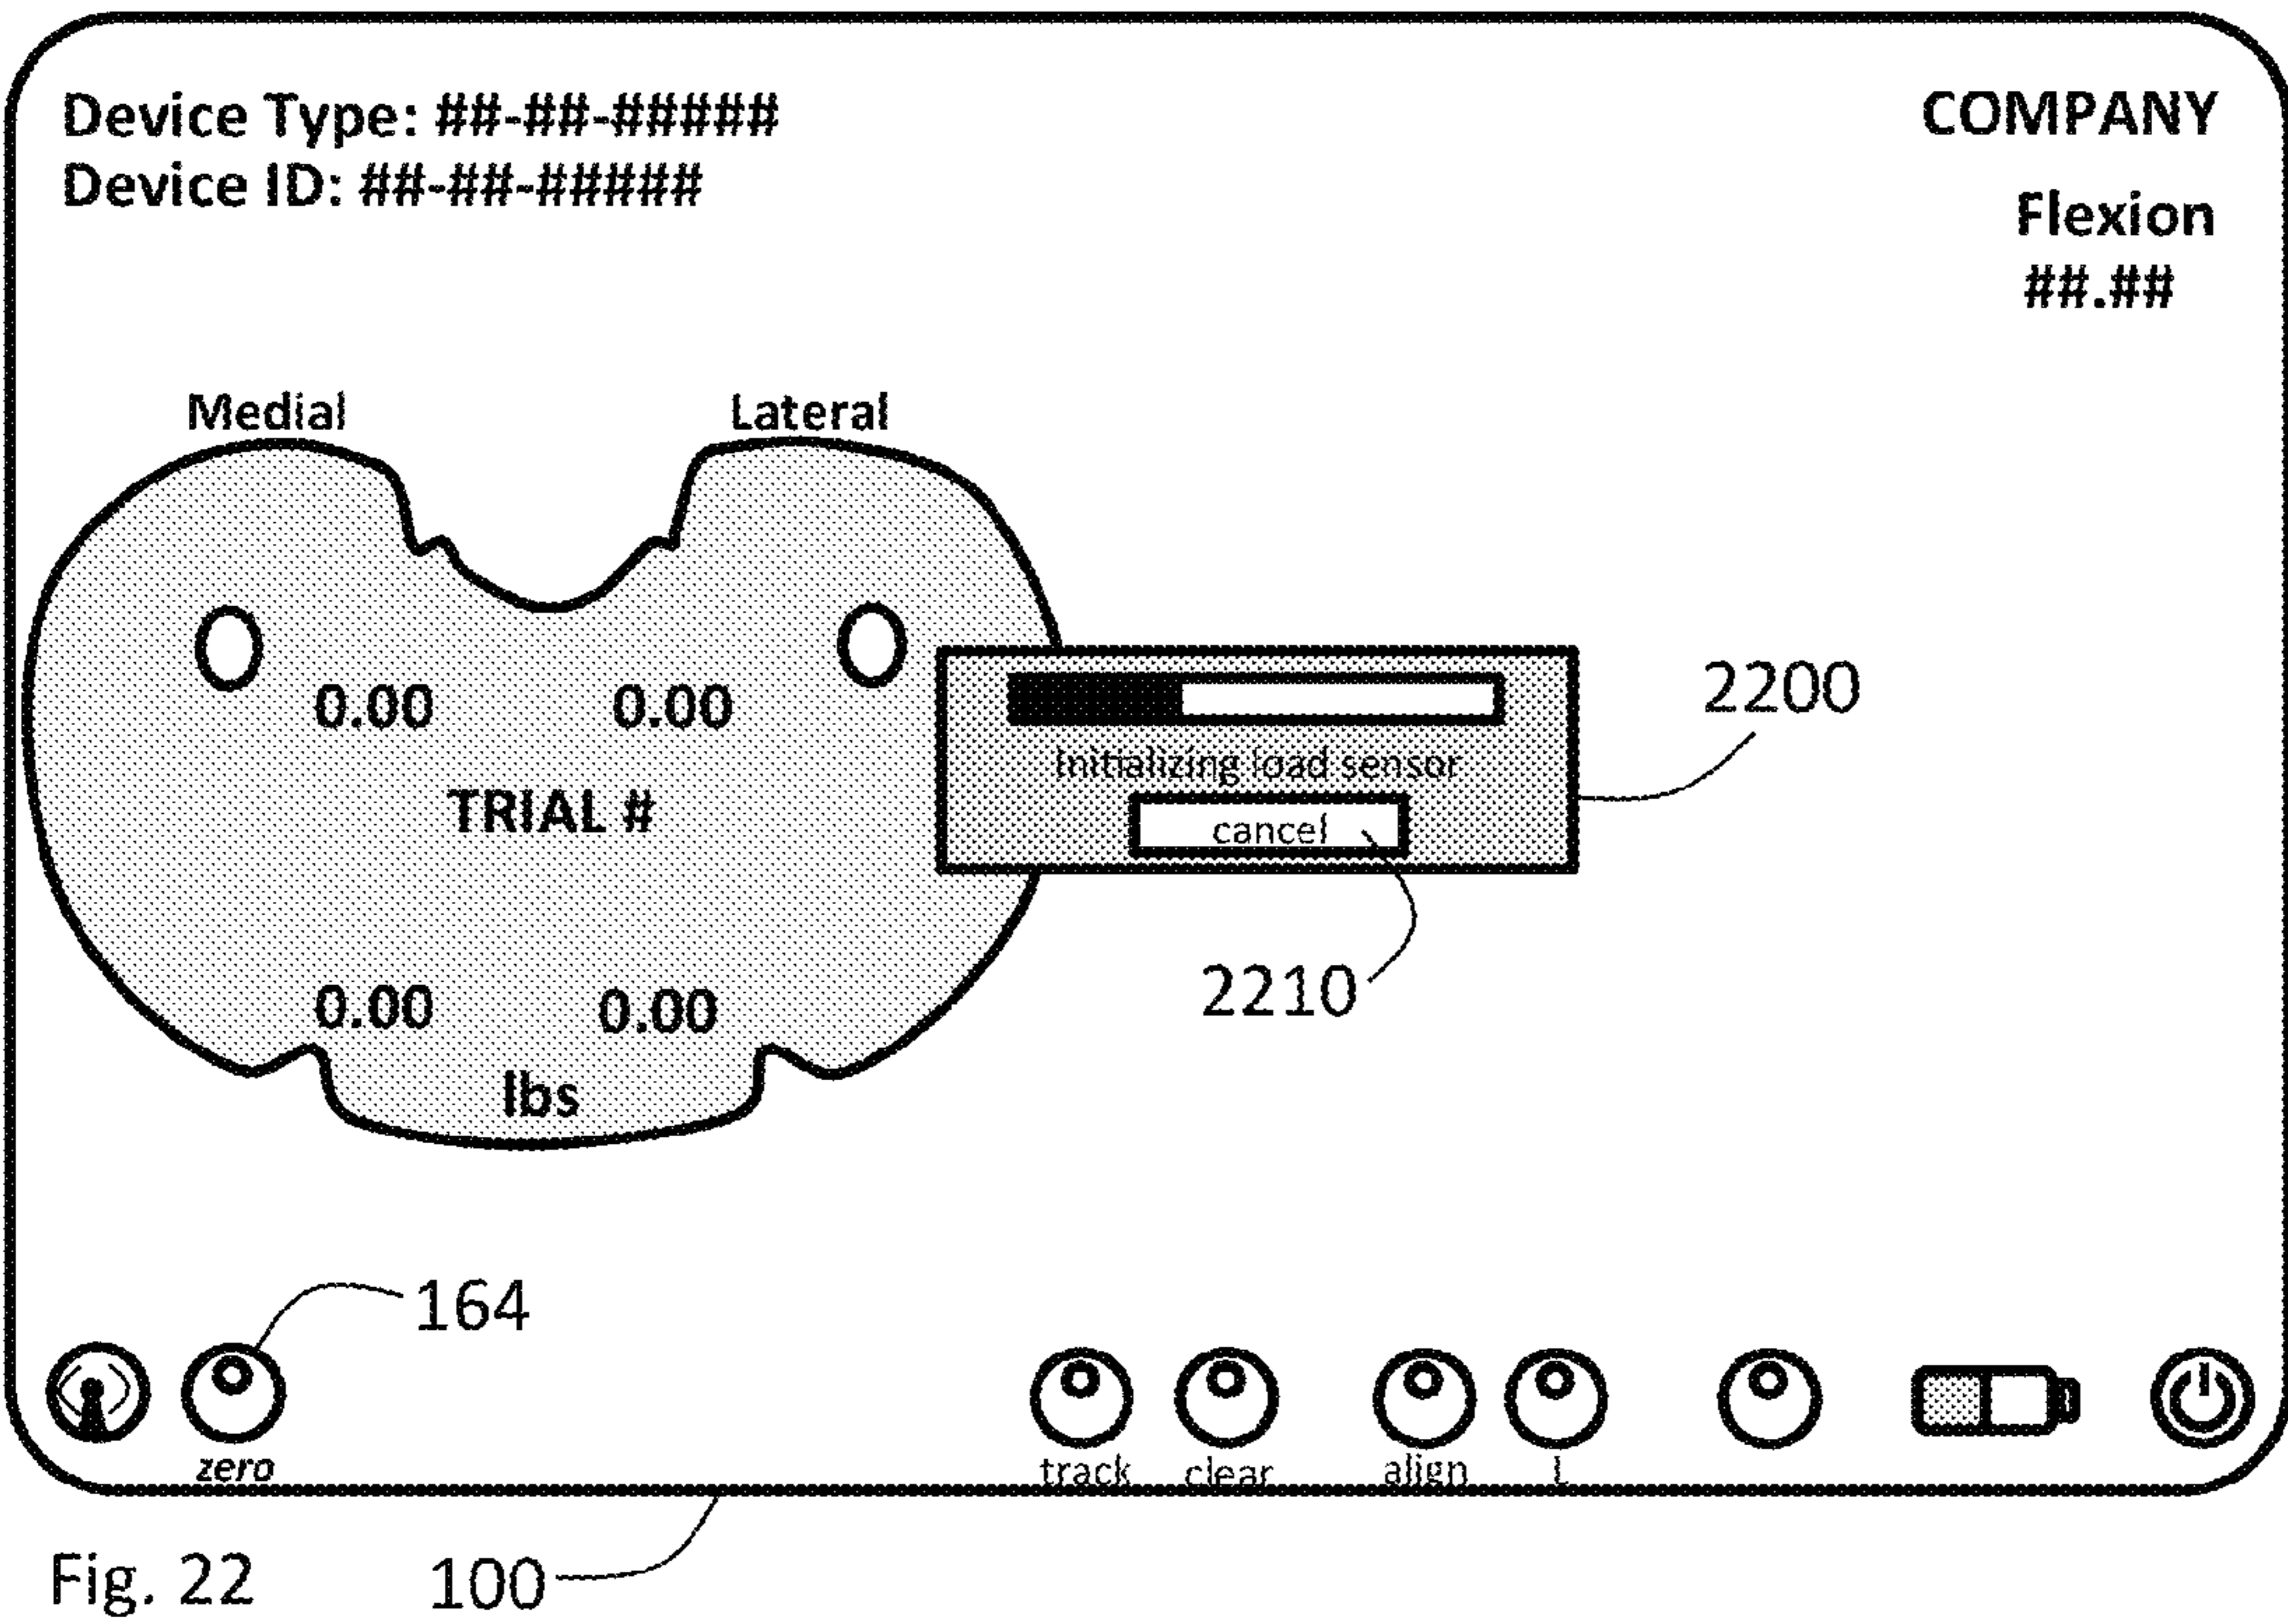 Device Type: ##-##-#####
COMPANY
Device ID: ##-##-#####
Flexion
##.##
Medial
Lateral
0.00 0.00
2200
Initializing load sensor
TRIAL #
cancel
2210
0.00 0.00
lbs
164
zero
track
clear
align
L
Fig. 22
100